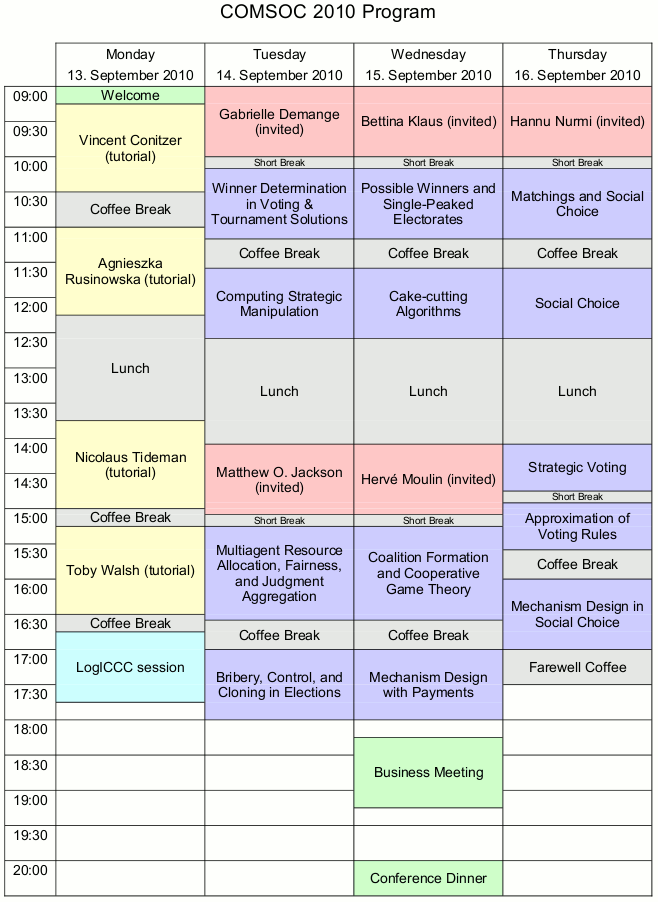 COMSOC 2010 Program
Monday
13. September 2010
Tuesday
14. September 2010
Wednesday
15. September 2010
Thursday
16. September 2010
09:00
09:30
10:00
10:30
11:00
11:30
12:00
12:30
13:00
13:30
14:00
14:30
15:00
15:30
16:00
16:30
17:00
17:30
18:00
18:30
19:00
19:30
20:00
Welcome
Vincent Conitzer
(tutorial)
Coffee Break
Agnieszka
Rusinowska (tutorial)
Lunch
Nicolaus Tideman
(tutorial)
Coffee Break
Toby Walsh (tutorial)
Coffee Break
LogICCC session
Gabrielle Demange
(invited)
Short Break
Winner Determination
in Voting &
Tournament Solutions
Coffee Break
Computing Strategic
Manipulation
Lunch
Matthew O. Jackson
(invited)
Short Break
Multiagent Resource
Allocation, Fairness,
and Judgment
Aggregation
Coffee Break
Bribery, Control, and
Cloning in Elections
Bettina Klaus (invited)
Short Break
Possible Winners and
Single-Peaked
Electorates
Coffee Break
Cake-cutting
Algorithms
Lunch
Hervé Moulin (invited)
Short Break
Coalition Formation
and Cooperative
Game Theory
Coffee Break
Mechanism Design
with Payments
Business Meeting
Conference Dinner
Hannu Nurmi (invited)
Short Break
Matchings and Social
Choice
Coffee Break
Social Choice
Lunch
Strategic Voting
Short Break
Approximation of
Voting Rules
Coffee Break
Mechanism Design in
Social Choice
Farewell Coffee